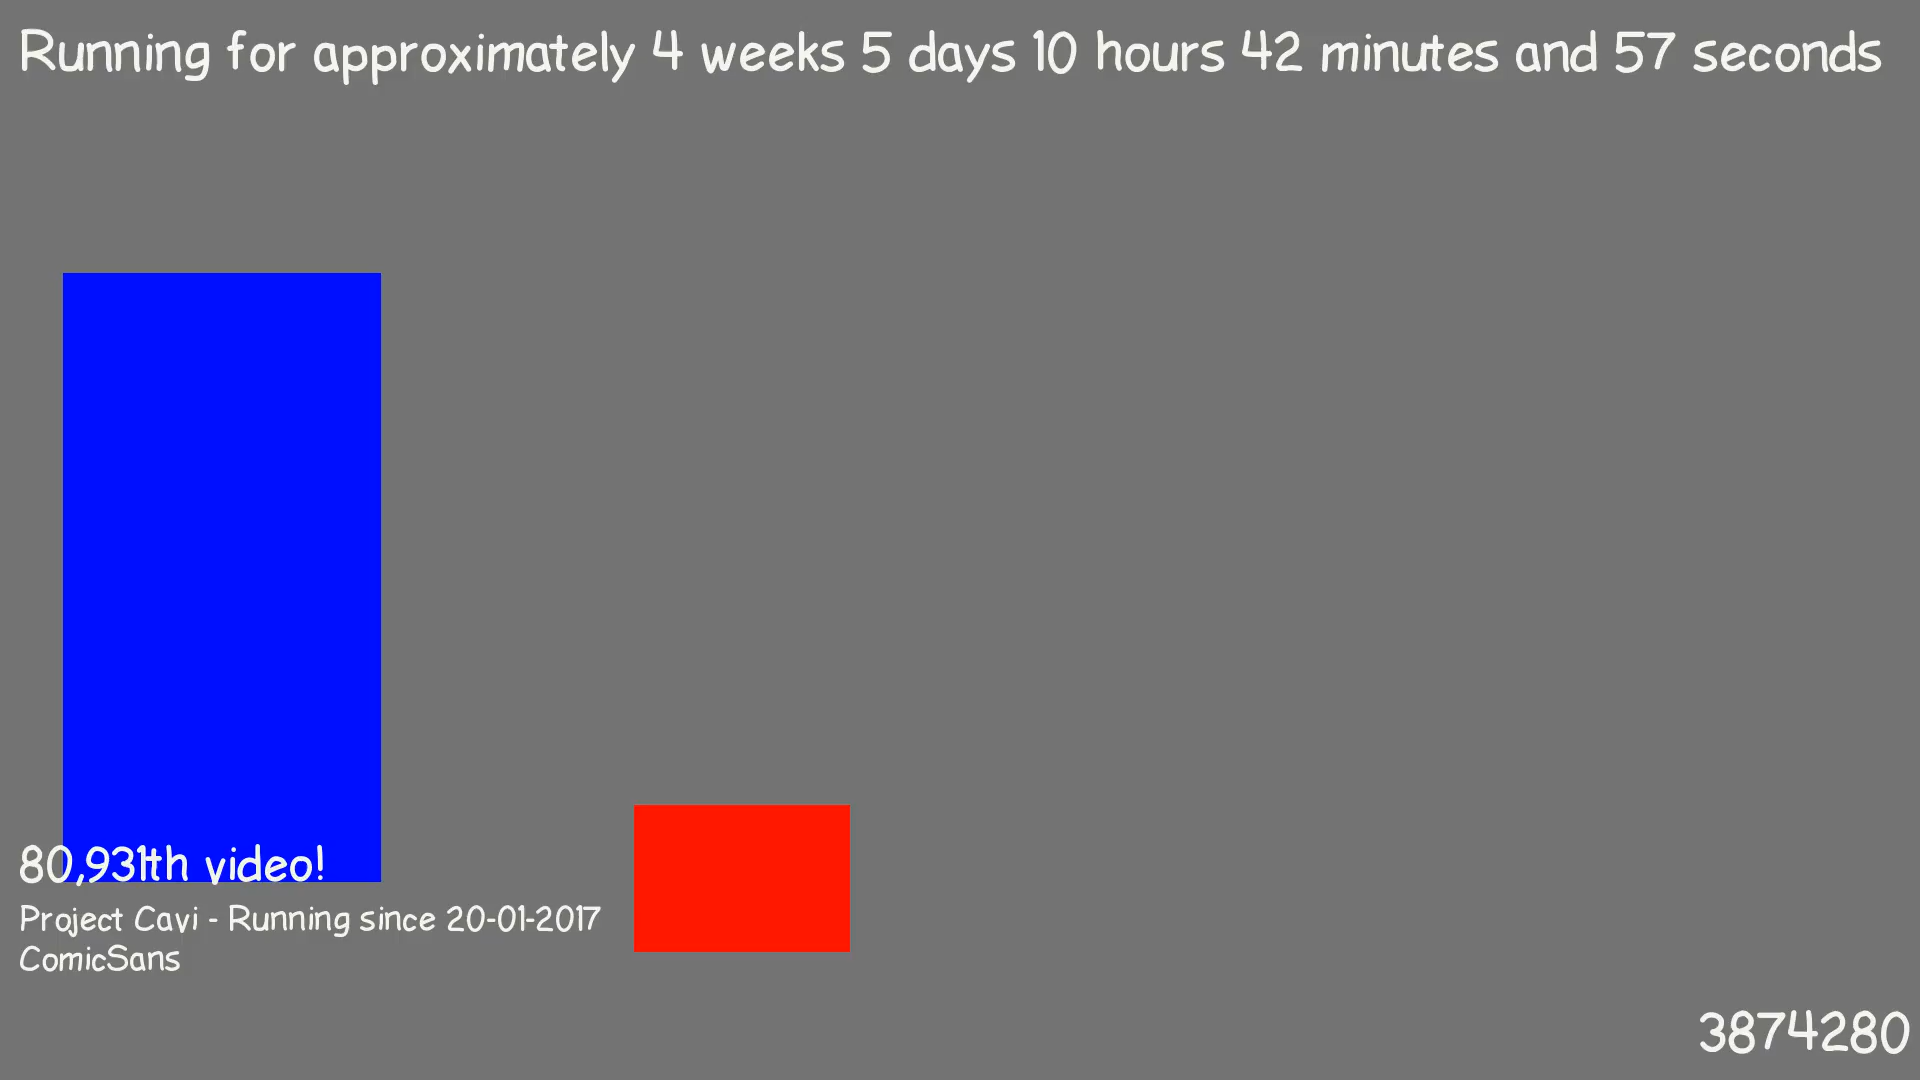 Running for approximately 4 weeks 5 days 10 hours 42 minutes and 57 seconds
80,931th video!
Project Cavi - Running since 20-01-2017
ComicSans
3874280